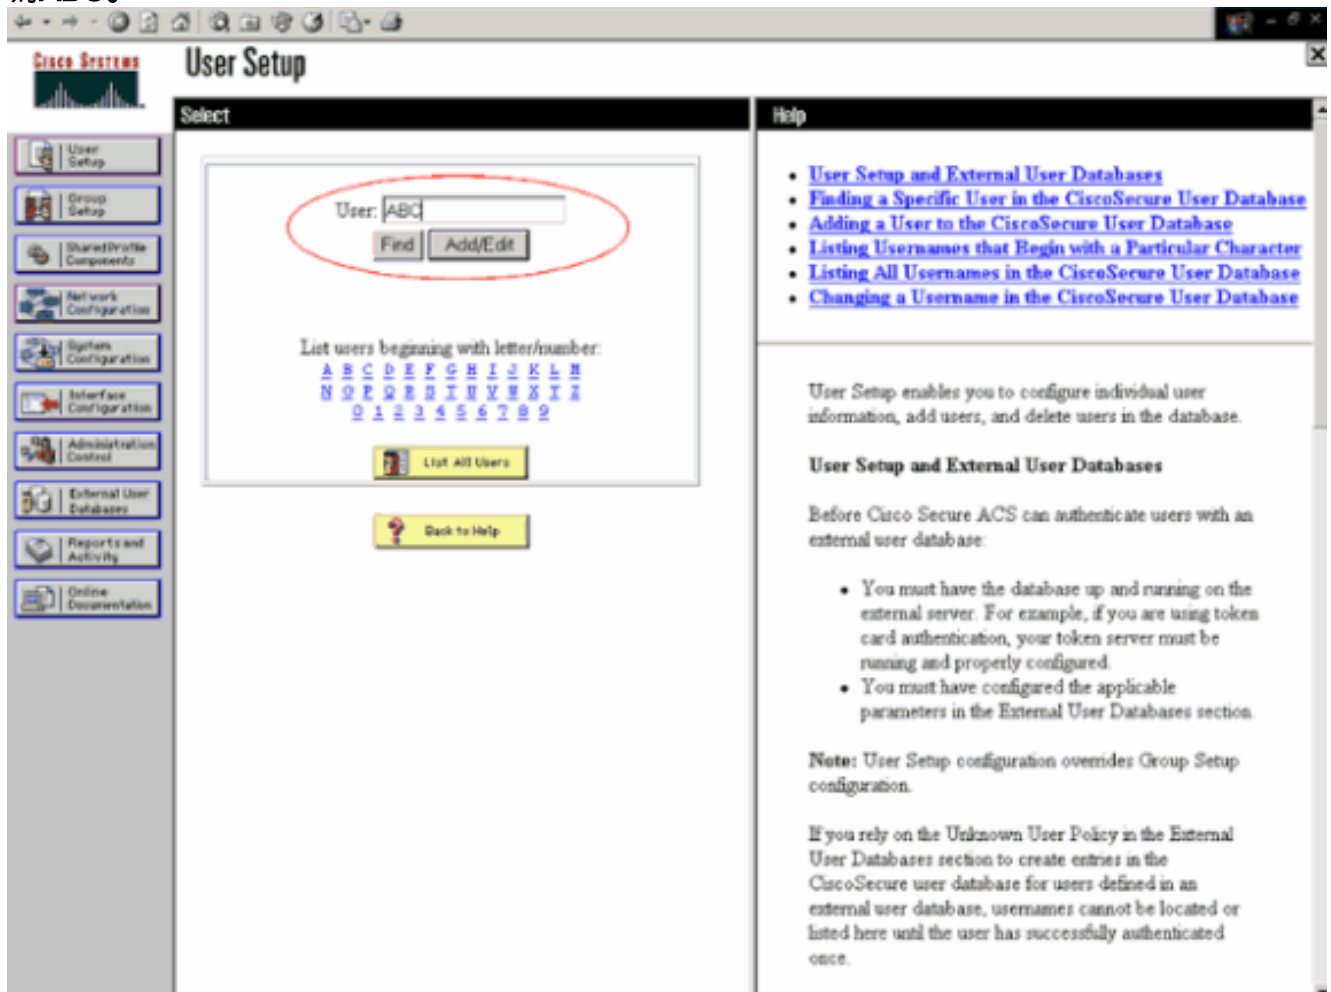 ABC。
CISCO SYSTEMS
User Setup
Select
Help
User Setup
Group Setup
Shared Profile Components
Network Configuration
System Configuration
Interface Configuration
Administration Control
External User Databases
Reports and Activity
Online Documentation
User: ABC
Find Add/Edit
List users beginning with letter/number:
A B C D E F G H I J K L M
N O P Q R S T U V W X Y Z
0 1 2 3 4 5 6 7 8 9
List All Users
Back to Help
• User Setup and External User Databases
• Finding a Specific User in the CiscoSecure User Database
• Adding a User to the CiscoSecure User Database
• Listing Usernames that Begin with a Particular Character
• Listing All Usernames in the CiscoSecure User Database
• Changing a Username in the CiscoSecure User Database
User Setup enables you to configure individual user
information, add users, and delete users in the database.
User Setup and External User Databases
Before Cisco Secure ACS can authenticate users with an
external user database:
• You must have the database up and running on the
external server. For example, if you are using token
card authentication, your token server must be
running and properly configured.
• You must have configured the applicable
parameters in the External User Databases section.
Note: User Setup configuration overrides Group Setup
configuration.
If you rely on the Unknown User Policy in the External
User Databases section to create entries in the
CiscoSecure user database for users defined in an
external user database, usernames cannot be located or
listed here until the user has successfully authenticated
once.